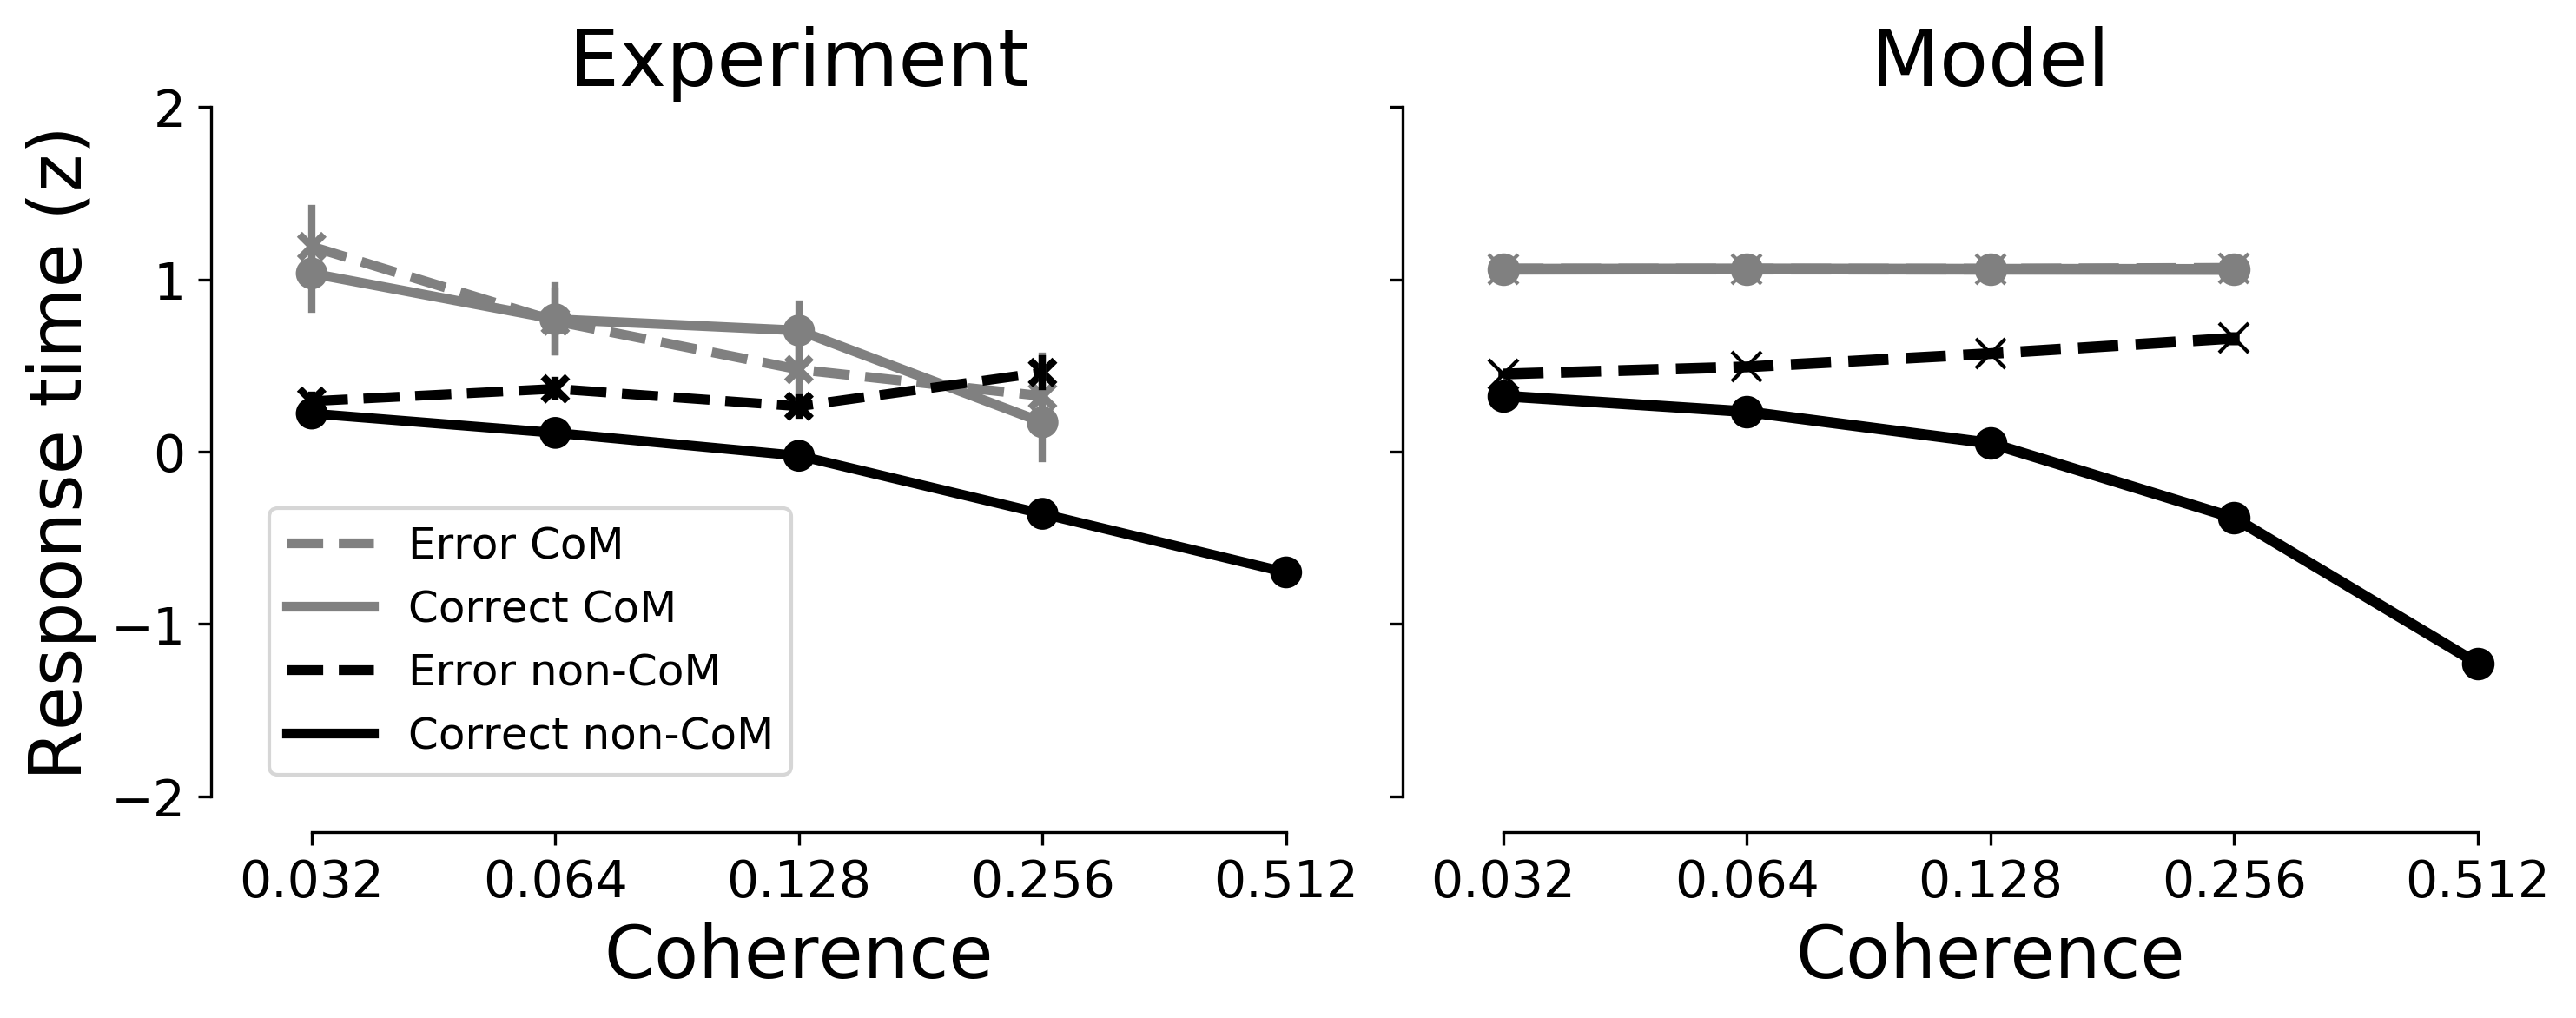 Experiment
Model
Response time (z)
2
1
0
−1
−2
Error CoM
Correct CoM
Error non-CoM
Correct non-CoM
0.032 0.064 0.128 0.256 0.512
0.032 0.064 0.128 0.256 0.512
Coherence
Coherence